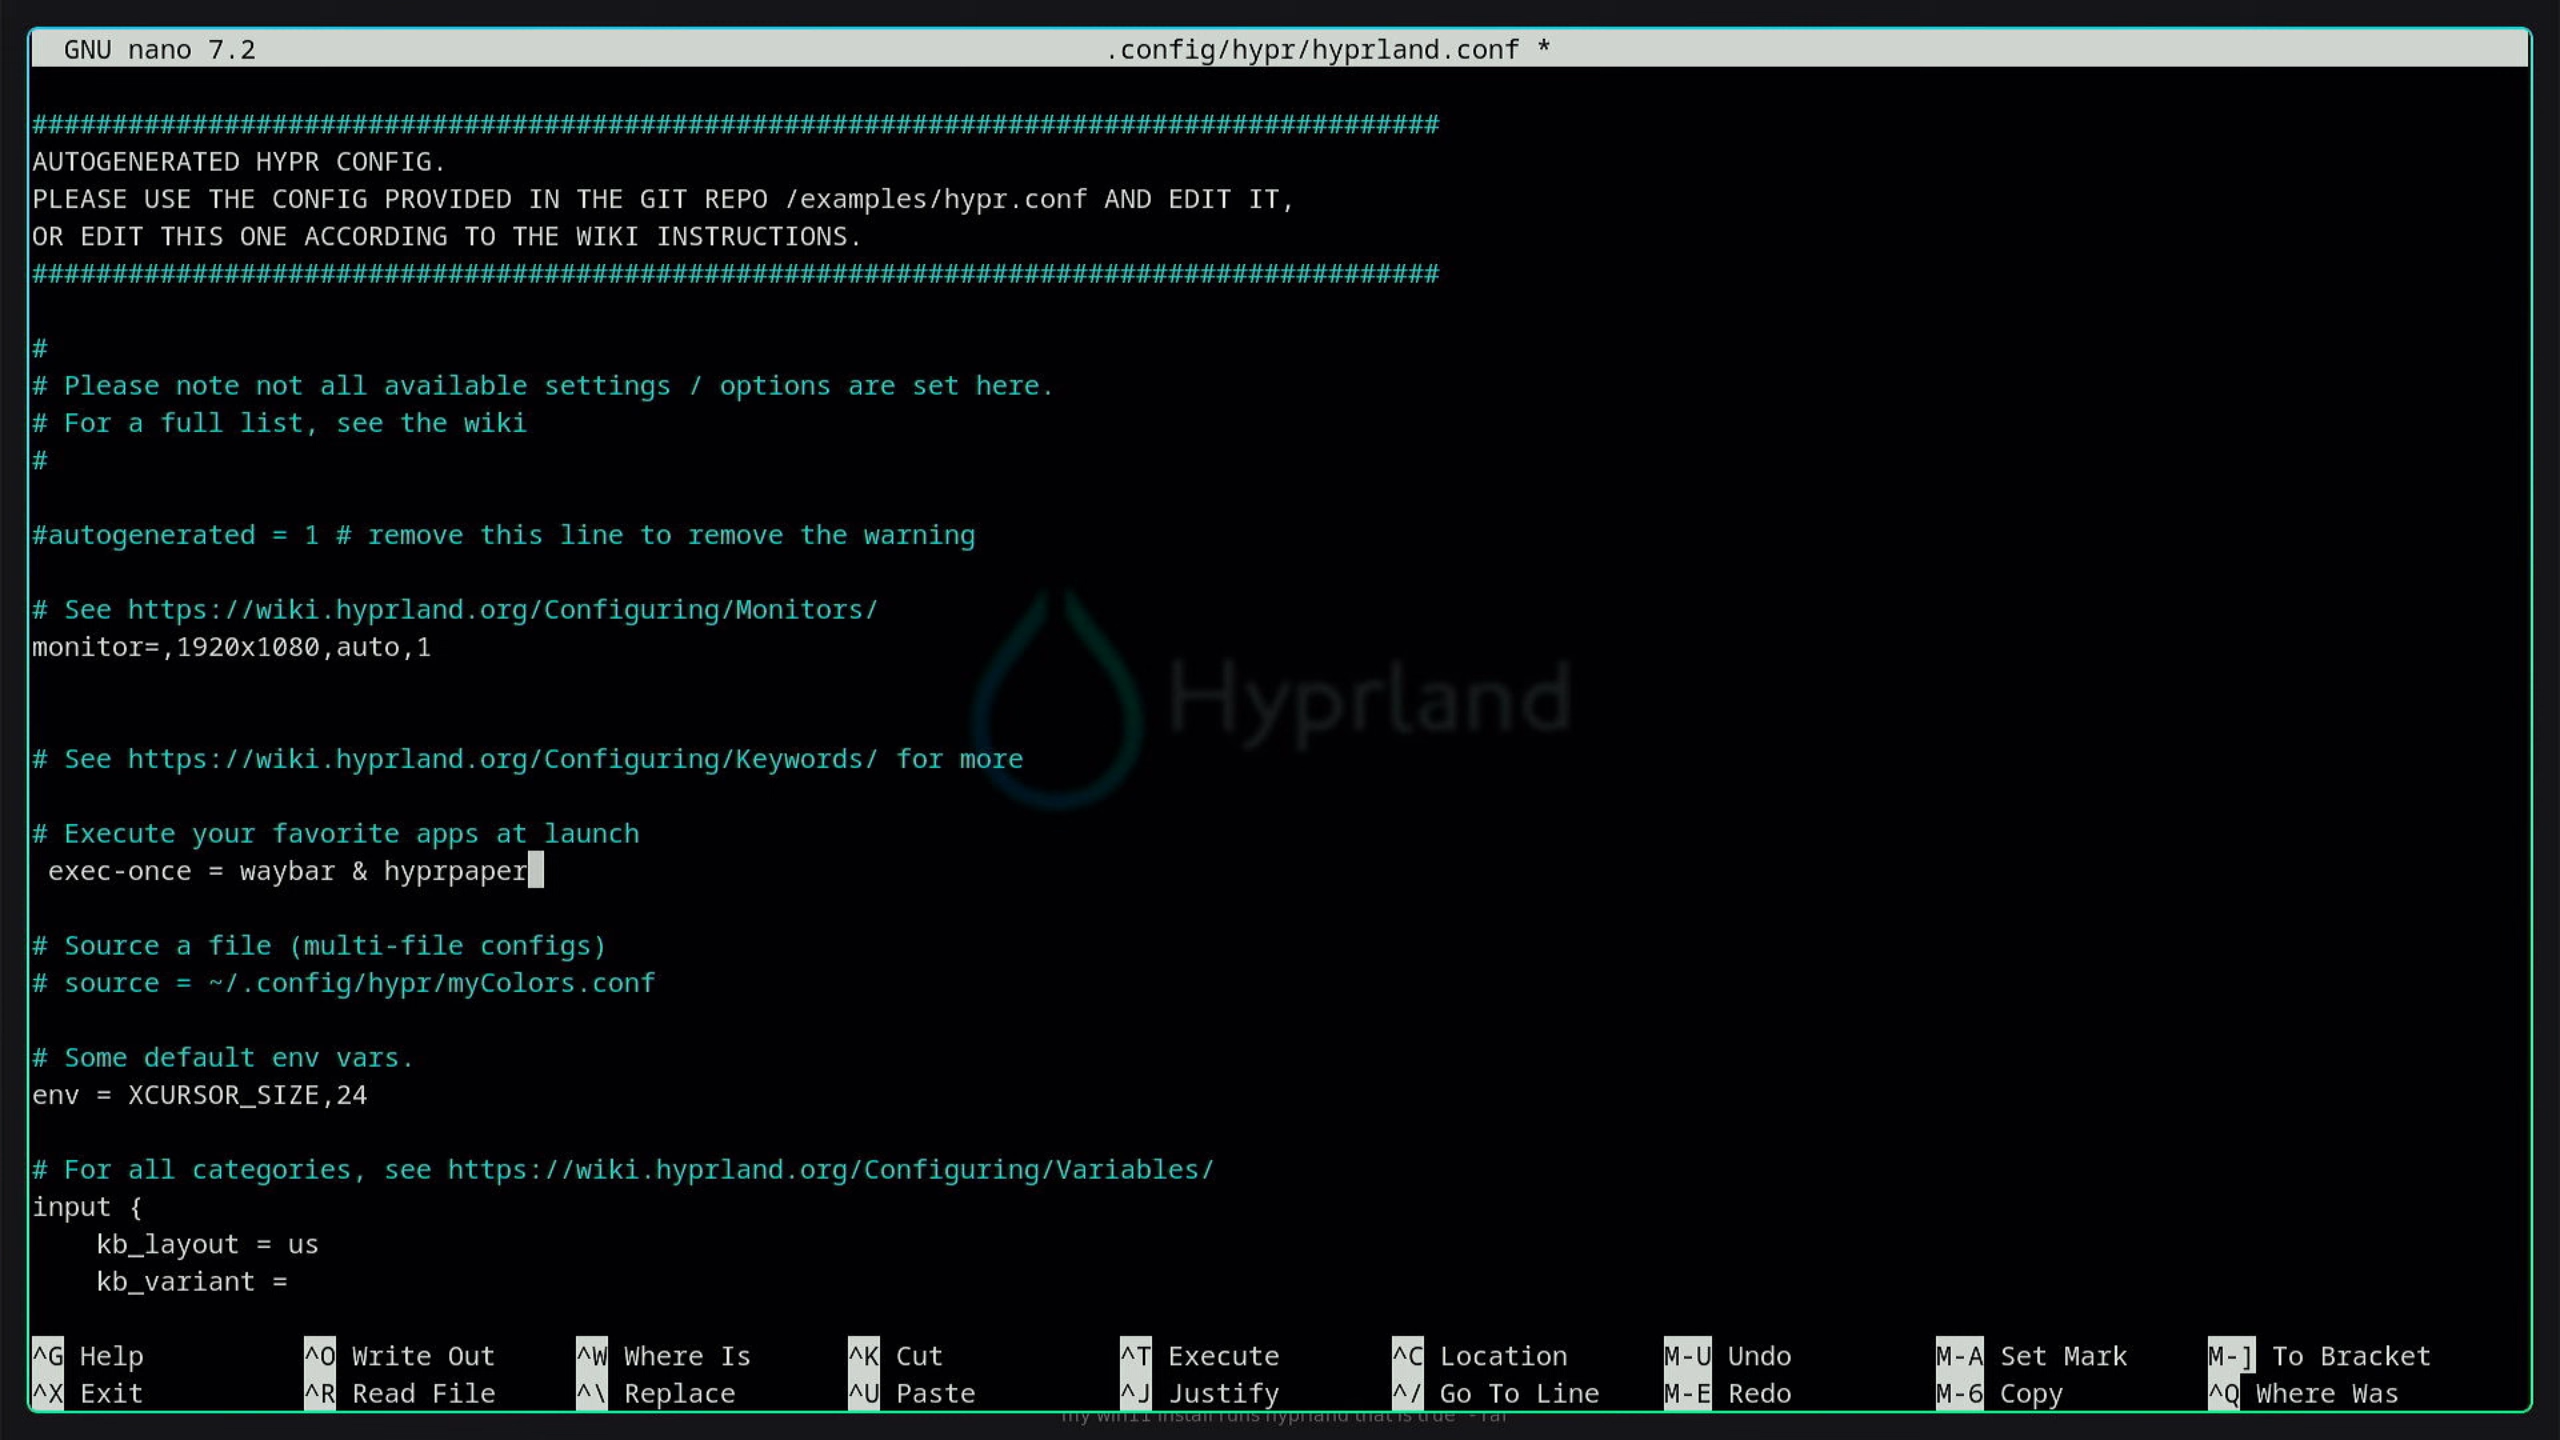 GNU nano 7.2 .config/hypr/hyprland.conf *
########################################################################################
AUTOGENERATED HYPR CONFIG.
PLEASE USE THE CONFIG PROVIDED IN THE GIT REPO /examples/hypr.conf AND EDIT IT,
OR EDIT THIS ONE ACCORDING TO THE WIKI INSTRUCTIONS.
########################################################################################
#
# Please note not all available settings / options are set here.
# For a full list, see the wiki
#
#autogenerated = 1 # remove this line to remove the warning
# See https://wiki.hyprland.org/Configuring/Monitors/
monitor=,1920x1080,auto,1
Hyprland
# See https://wiki.hyprland.org/Configuring/Keywords/ for more
# Execute your favorite apps at launch
exec-once = waybar & hyprpaper
# Source a file (multi-file configs)
# source = ~/.config/hypr/myColors.conf
# Some default env vars.
env = XCURSOR_SIZE,24
# For all categories, see https://wiki.hyprland.org/Configuring/Variables/
input {
    kb_layout = us
    kb_variant =
^G Help ^O Write Out ^W Where Is ^K Cut ^T Execute ^C Location M-U Undo M-A Set Mark M-] To Bracket
^X Exit ^R Read File ^\ Replace ^U Paste ^J Justify ^/ Go To Line M-E Redo M-6 Copy ^Q Where Was